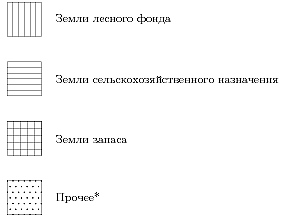 Земли лесного фонда
Земли сельскохозяйственного назначения
Земли запаса
Прочее*